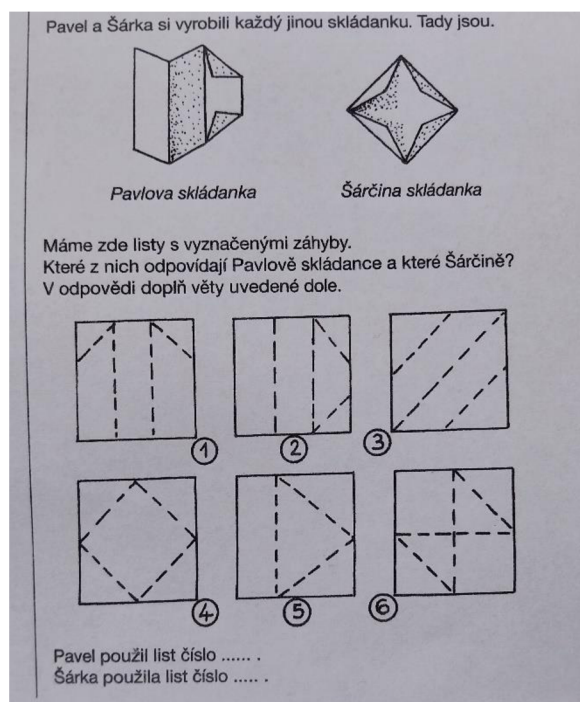 Pavel a Šárka si vyrobili každý jinou skládanku. Tady jsou.
Pavlova skládanka
Šárčina skládanka
Máme zde listy s vyznačenými záhyby.
Které z nich odpovídají Pavlově skládance a které Šárčině?
V odpovědi doplň věty uvedené dole.
1
2
3
4
5
6
Pavel použil list číslo ...... .
Šárka použila list číslo ..... .